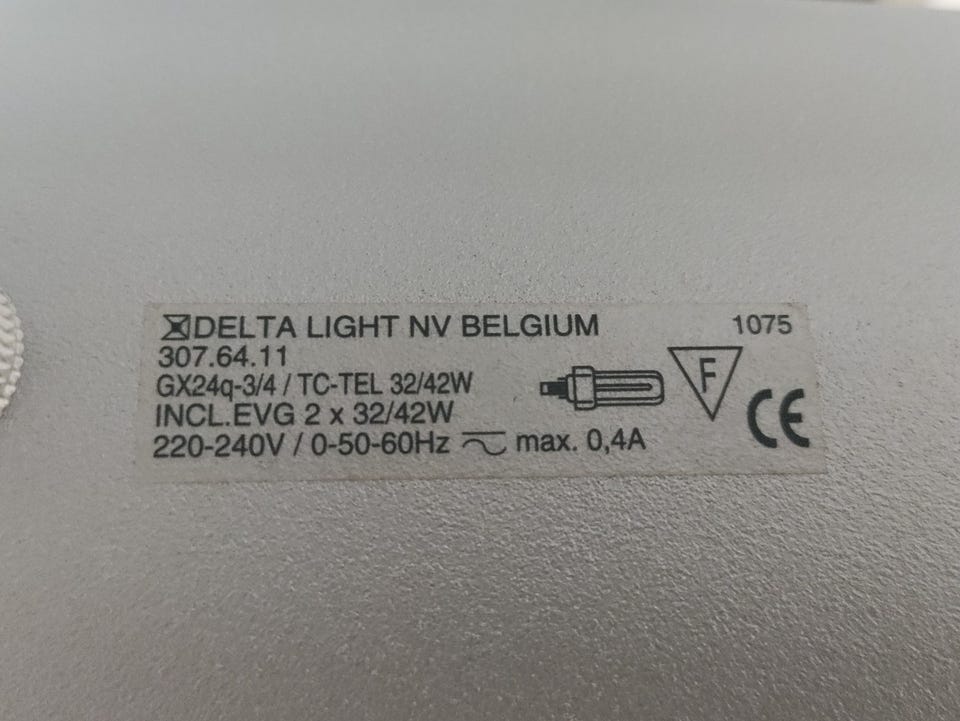 DELTA LIGHT NV BELGIUM 1075
307.64.11
GX24q-3/4 / TC-TEL 32/42W
INCL.EVG 2 x 32/42W
220-240V / 0-50-60Hz max. 0,4A
F
CE